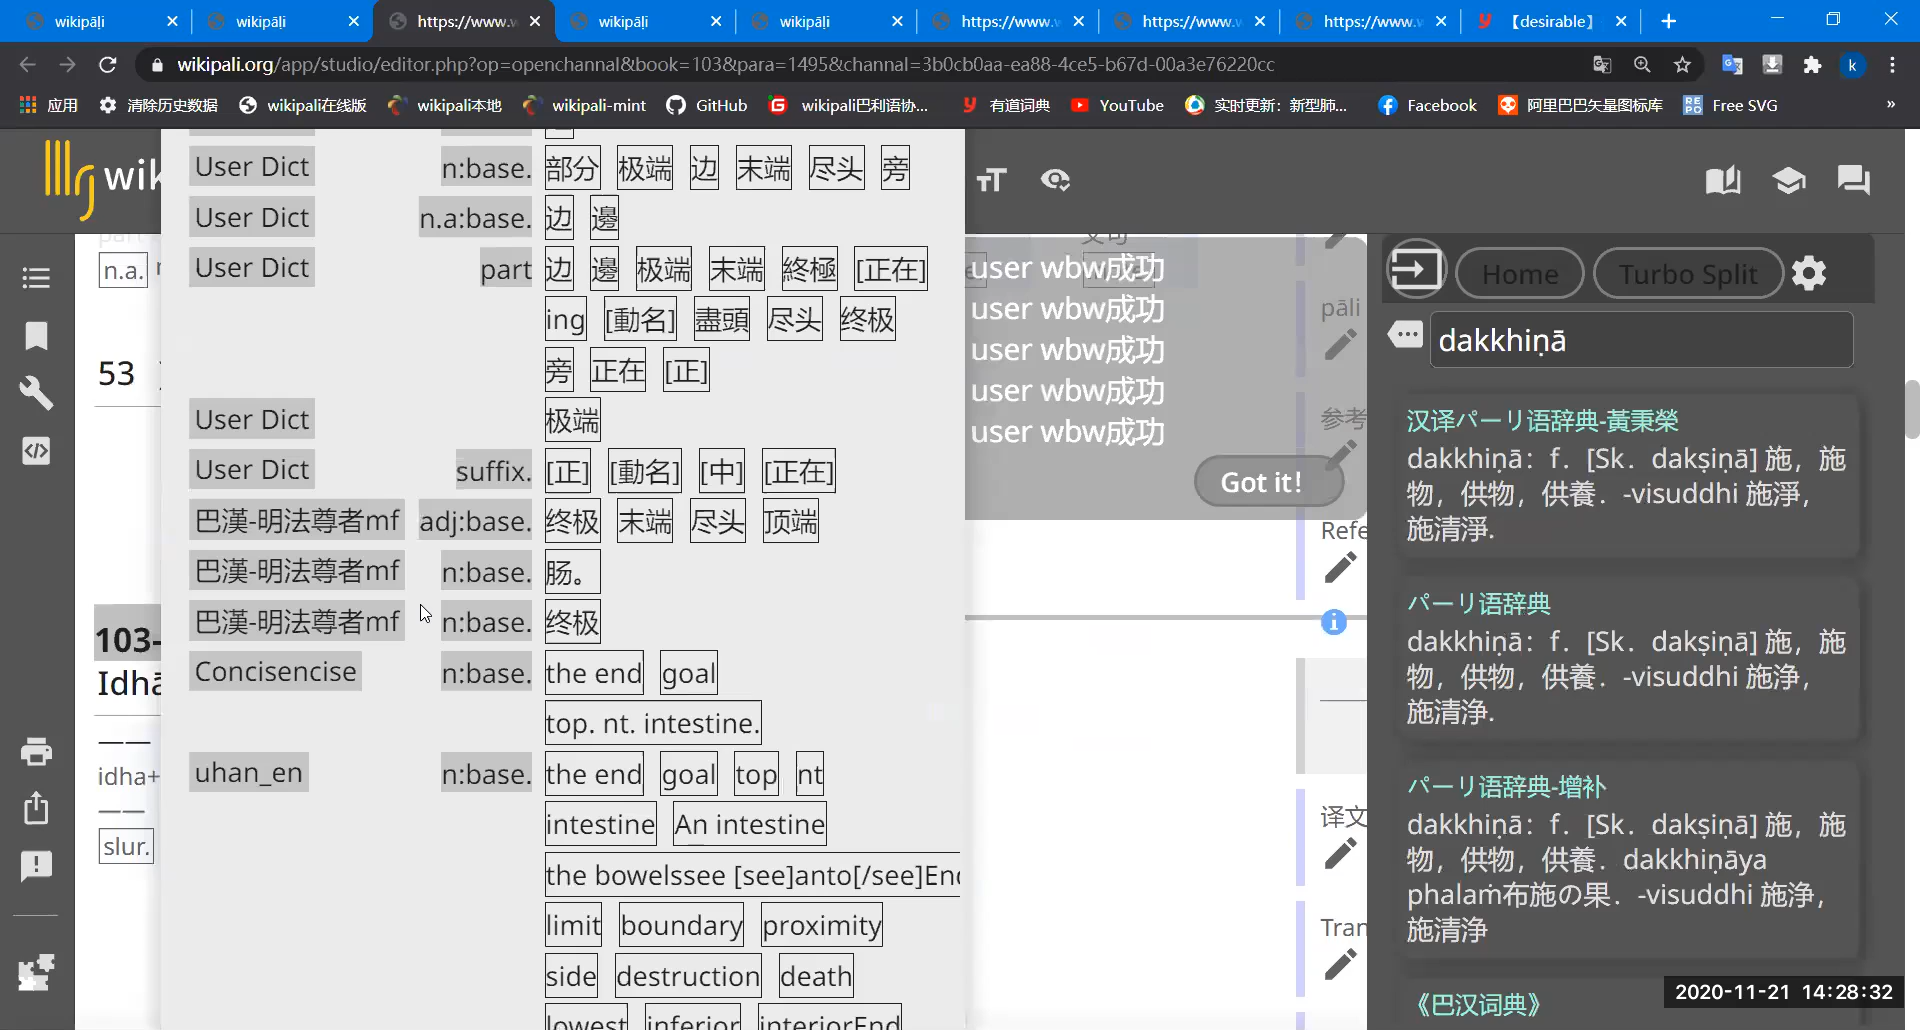 wikipāḷi
wikipāḷi
https://www.w
wikipāḷi
wikipāḷi
https://www.
https://www.
https://www.
【desirable】
wikipali.org/app/studio/editor.php?op=openchannal&book=103&para=1495&channal=3b0cb0aa-ea88-4ce5-b67d-00a3e76220cc
k
应用
清除历史数据
wikipali在线版
wikipali本地
wikipali-mint
GitHub
wikipali巴利语协...
有道词典
YouTube
实时更新：新型肺...
Facebook
阿里巴巴矢量图标库
Free SVG
»
wik
n.a.
53
103-
Idhā
idha+
slur.
User Dict n:base. 部分 极端 边 末端 尽头 旁
User Dict n.a:base. 边 邊
User Dict part 边 邊 极端 末端 終極 [正在]
ing [動名] 盡頭 尽头 终极
旁 正在 [正]
User Dict 极端
User Dict suffix. [正] [動名] [中] [正在]
巴漢-明法尊者mf adj:base. 终极 末端 尽头 顶端
巴漢-明法尊者mf n:base. 肠。
巴漢-明法尊者mf n:base. 终极
Concisencise n:base. the end goal
top. nt. intestine.
uhan_en n:base. the end goal top nt
intestine An intestine
the bowelssee [see]anto[/see]End
limit boundary proximity
side destruction death
lowest inferior interiorEnd
user wbw成功
user wbw成功
user wbw成功
user wbw成功
user wbw成功
Got it!
pāli
参考
Refe
译文
Tran
Home
Turbo Split
dakkhiṇā
汉译パーリ语辞典-黃秉榮
dakkhiṇā：f．[Sk．dakṣiṇā] 施，施
物，供物，供養．-visuddhi 施淨，
施清淨.
パーリ语辞典
dakkhiṇā：f．[Sk．dakṣiṇā] 施，施
物，供物，供養．-visuddhi 施浄，
施清浄.
パーリ语辞典-增补
dakkhiṇā：f．[Sk．dakṣiṇā] 施，施
物，供物，供養．dakkhiṇāya
phalaṁ布施の果．-visuddhi 施浄，
施清浄
《巴汉词典》
2020-11-21 14:28:32